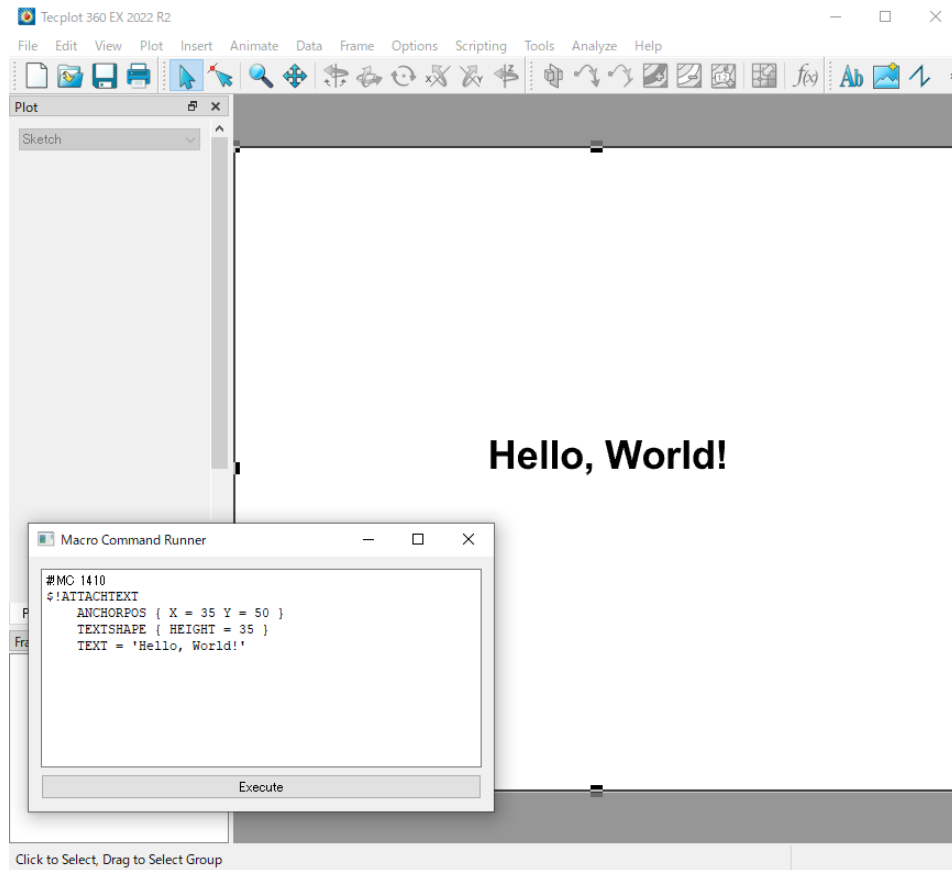 Tecplot 360 EX 2022 R2
File Edit View Plot Insert Animate Data Frame Options Scripting Tools Analyze Help
f(x) Ab
Plot
Sketch
Hello, World!
Macro Command Runner
#!MC 1410
$!ATTACHTEXT
ANCHORPOS { X = 35 Y = 50 }
TEXTSHAPE { HEIGHT = 35 }
TEXT = 'Hello, World!'
P
Fra
Execute
Click to Select, Drag to Select Group